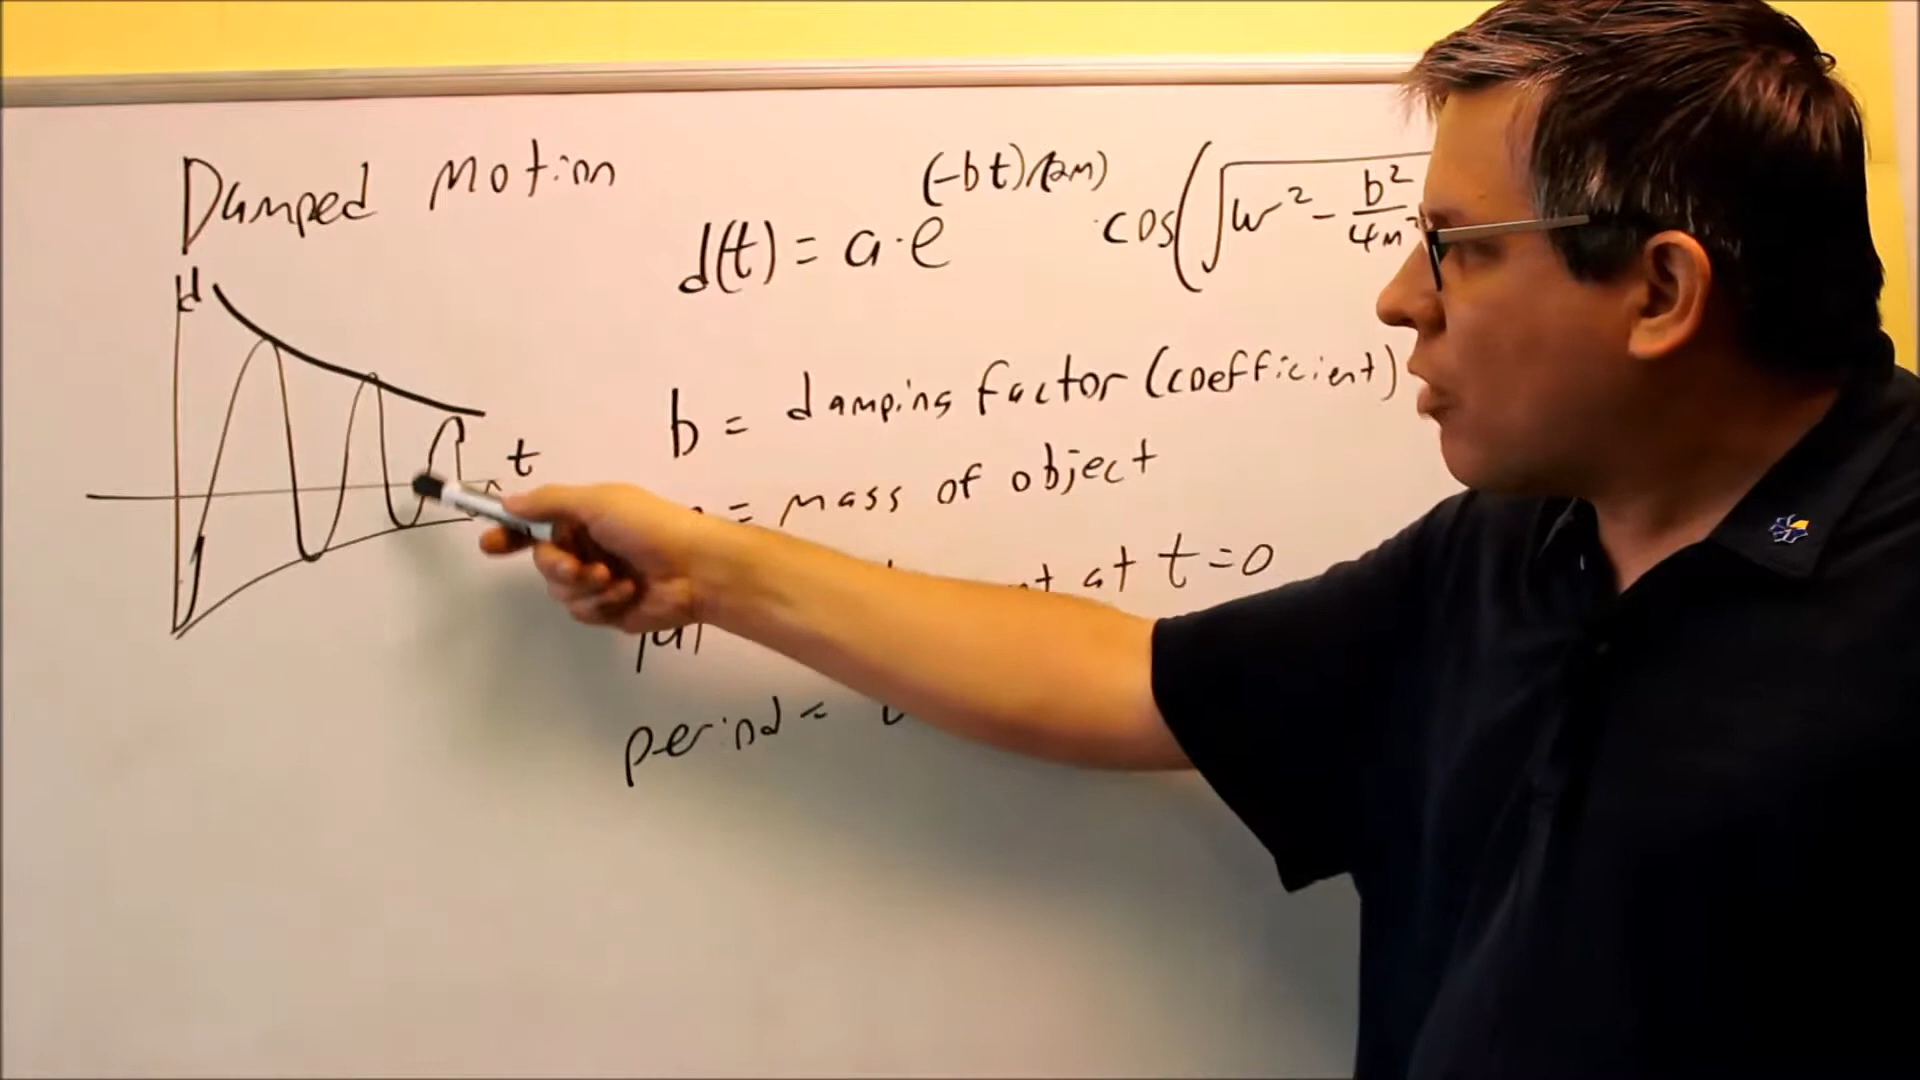 Damped Motion
d
t
d(t) = a·e^(-bt)/(2m) · cos(√w² - b²/4m²
b = damping factor (coefficient)
= mass of object
at t=0
|a|
period =